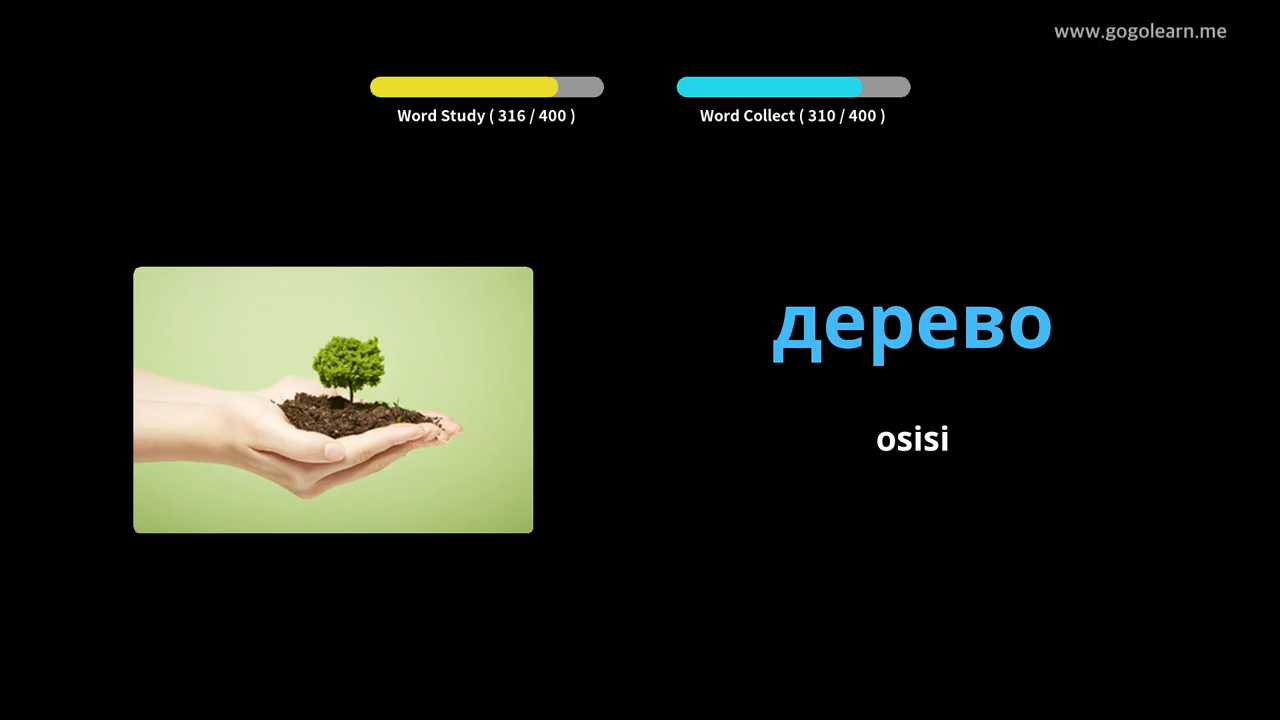 www.gogolearn.me
Word Study ( 316 / 400 )
Word Collect ( 310 / 400 )
дерево
osisi